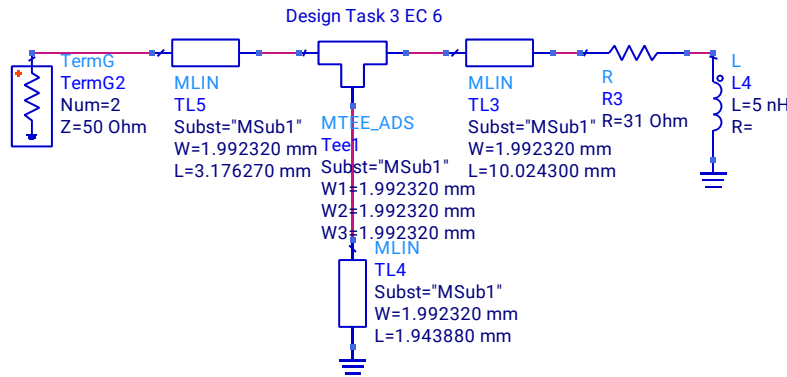 Design Task 3 EC 6
TermG
TermG2
Num=2
Z=50 Ohm
MLIN
TL5
Subst="MSub1"
W=1.992320 mm
L=3.176270 mm
MTEE_ADS
Tee1
Subst="MSub1"
W1=1.992320 mm
W2=1.992320 mm
W3=1.992320 mm
MLIN
TL3
Subst="MSub1"
W=1.992320 mm
L=10.024300 mm
R
R3
R=31 Ohm
L
L4
L=5 nH
R=
MLIN
TL4
Subst="MSub1"
W=1.992320 mm
L=1.943880 mm